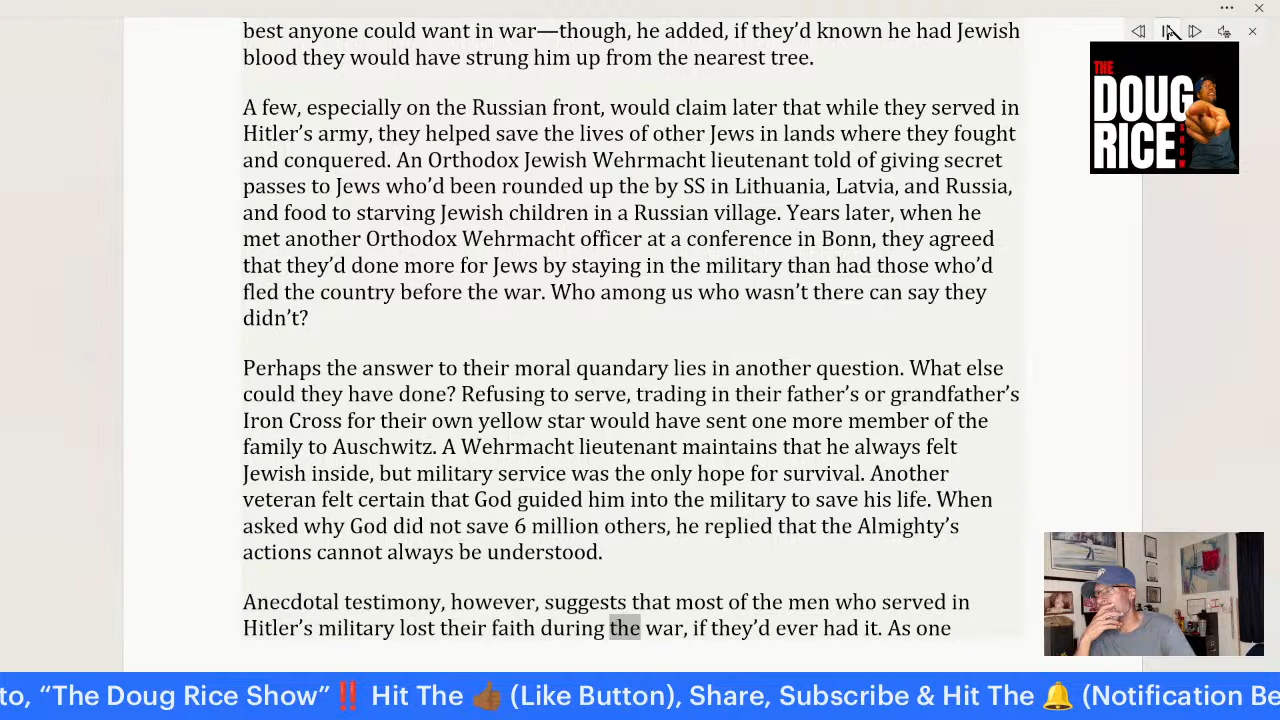 best anyone could want in war—though, he added, if they’d known he had Jewish
blood they would have strung him up from the nearest tree.
A few, especially on the Russian front, would claim later that while they served in
Hitler’s army, they helped save the lives of other Jews in lands where they fought
and conquered. An Orthodox Jewish Wehrmacht lieutenant told of giving secret
passes to Jews who’d been rounded up the by SS in Lithuania, Latvia, and Russia,
and food to starving Jewish children in a Russian village. Years later, when he
met another Orthodox Wehrmacht officer at a conference in Bonn, they agreed
that they’d done more for Jews by staying in the military than had those who’d
fled the country before the war. Who among us who wasn’t there can say they
didn’t?
Perhaps the answer to their moral quandary lies in another question. What else
could they have done? Refusing to serve, trading in their father’s or grandfather’s
Iron Cross for their own yellow star would have sent one more member of the
family to Auschwitz. A Wehrmacht lieutenant maintains that he always felt
Jewish inside, but military service was the only hope for survival. Another
veteran felt certain that God guided him into the military to save his life. When
asked why God did not save 6 million others, he replied that the Almighty’s
actions cannot always be understood.
Anecdotal testimony, however, suggests that most of the men who served in
Hitler’s military lost their faith during the war, if they’d ever had it. As one
THE
DOUG
RICE
SHOW
to, “The Doug Rice Show”‼️ Hit The 👍🏾 (Like Button), Share, Subscribe & Hit The 🔔 (Notification Be